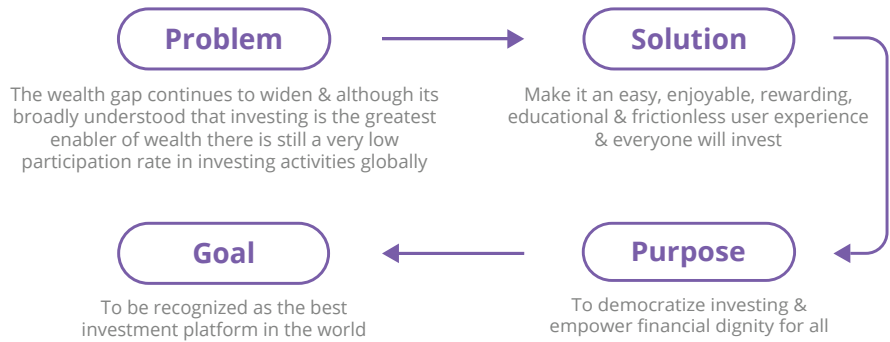 Problem
The wealth gap continues to widen & although its
broadly understood that investing is the greatest
enabler of wealth there is still a very low
participation rate in investing activities globally
Solution
Make it an easy, enjoyable, rewarding,
educational & frictionless user experience
& everyone will invest
Purpose
To democratize investing &
empower financial dignity for all
Goal
To be recognized as the best
investment platform in the world